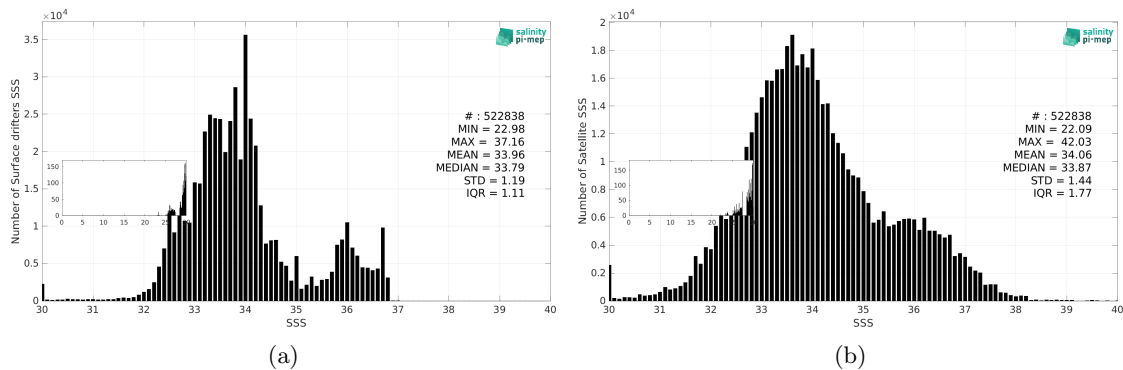 ×10⁴
3.5
3
2.5
2
1.5
1
0.5
0
Number of Surface drifters SSS
salinity
pi-mep
# : 522838
MIN = 22.98
MAX = 37.16
MEAN = 33.96
MEDIAN = 33.79
STD = 1.19
IQR = 1.11
150
100
50
0
0 5 10 15 20 25
30 31 32 33 34 35 36 37 38 39 40
SSS
(a)
×10⁴
2
1.8
1.6
1.4
1.2
1
0.8
0.6
0.4
0.2
0
Number of Satellite SSS
salinity
pi-mep
# : 522838
MIN = 22.09
MAX = 42.03
MEAN = 34.06
MEDIAN = 33.87
STD = 1.44
IQR = 1.77
150
100
50
0
0 5 10 15 20 25
30 31 32 33 34 35 36 37 38 39 40
SSS
(b)